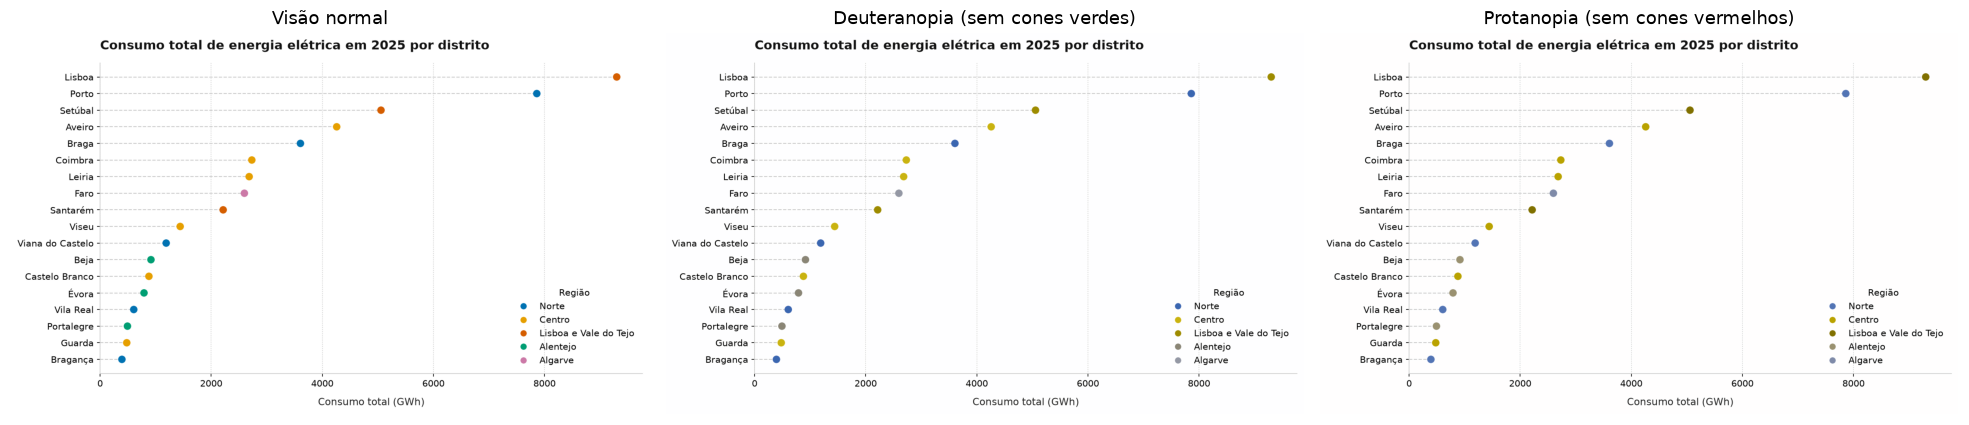 Visão normal
Consumo total de energia elétrica em 2025 por distrito
Lisboa
Porto
Setúbal
Aveiro
Braga
Coimbra
Leiria
Faro
Santarém
Viseu
Viana do Castelo
Beja
Castelo Branco
Évora
Vila Real
Portalegre
Guarda
Bragança
Região
Norte
Centro
Lisboa e Vale do Tejo
Alentejo
Algarve
0 2000 4000 6000 8000
Consumo total (GWh)
Deuteranopia (sem cones verdes)
Consumo total de energia elétrica em 2025 por distrito
Lisboa
Porto
Setúbal
Aveiro
Braga
Coimbra
Leiria
Faro
Santarém
Viseu
Viana do Castelo
Beja
Castelo Branco
Évora
Vila Real
Portalegre
Guarda
Bragança
Região
Norte
Centro
Lisboa e Vale do Tejo
Alentejo
Algarve
0 2000 4000 6000 8000
Consumo total (GWh)
Protanopia (sem cones vermelhos)
Consumo total de energia elétrica em 2025 por distrito
Lisboa
Porto
Setúbal
Aveiro
Braga
Coimbra
Leiria
Faro
Santarém
Viseu
Viana do Castelo
Beja
Castelo Branco
Évora
Vila Real
Portalegre
Guarda
Bragança
Região
Norte
Centro
Lisboa e Vale do Tejo
Alentejo
Algarve
0 2000 4000 6000 8000
Consumo total (GWh)